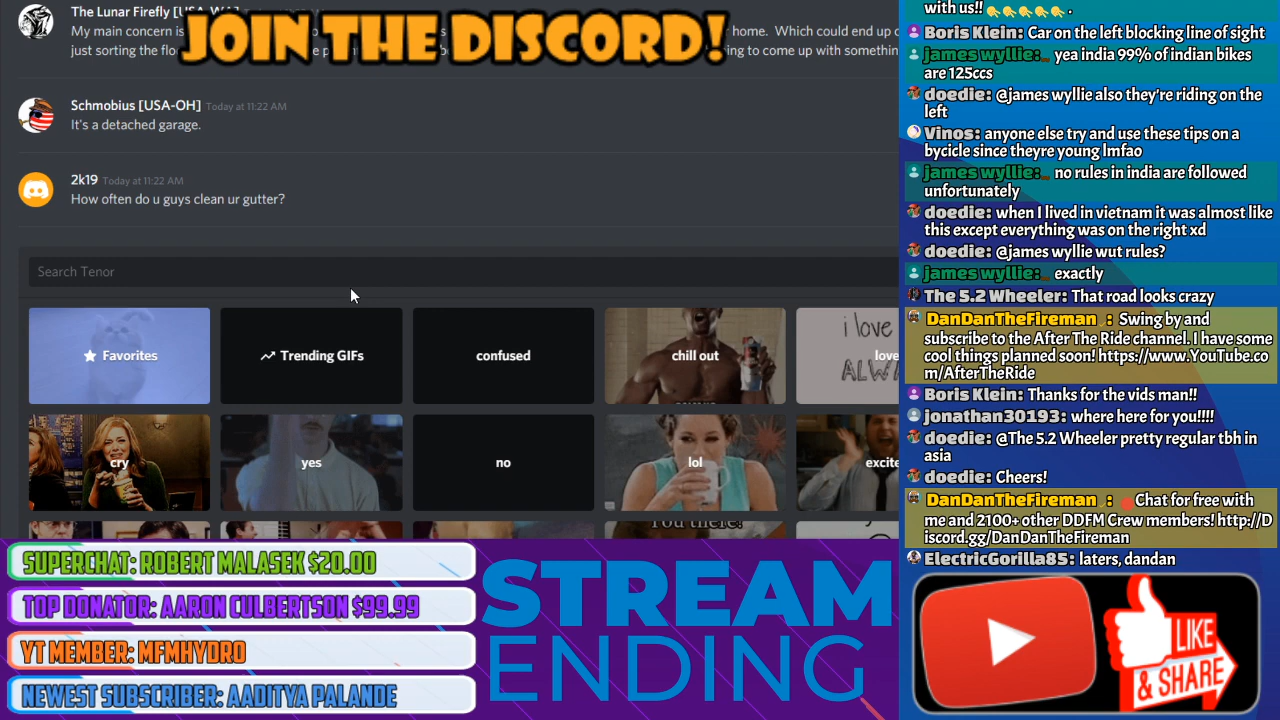 The Lunar Firefly [USA-WA]
JOIN THE DISCORD!
My main concern is home. Which could end up
just sorting the flo
Schmobius [USA-OH] Today at 11:22 AM
It's a detached garage.
2k19 Today at 11:22 AM
How often do u guys clean ur gutter?
Search Tenor
Favorites
Trending GIFs
confused
chill out
i love
love
ALWA
cry
yes
no
lol
excite
You there!
SUPERCHAT: ROBERT MALASEK $20.00
TOP DONATOR: AARON CULBERTSON $99.99
YT MEMBER: MFMHYDRO
NEWEST SUBSCRIBER: AADITYA PALANDE
STREAM
ENDING
with us!! .
Boris Klein: Car on the left blocking line of sight
james wyllie: yea india 99% of indian bikes
are 125ccs
doedie: @james wyllie also they're riding on the
left
Vinos: anyone else try and use these tips on a
bycicle since theyre young lmfao
james wyllie: no rules in india are followed
unfortunately
doedie: when I lived in vietnam it was almost like
this except everything was on the right xd
doedie: @james wyllie wut rules?
james wyllie: exactly
The 5.2 Wheeler: That road looks crazy
DanDanTheFireman : Swing by and
subscribe to the After The Ride channel. I have some
cool things planned soon! https://www.YouTube.co
m/AfterTheRide
Boris Klein: Thanks for the vids man!!
jonathan30193: where here for you!!!!
doedie: @The 5.2 Wheeler pretty regular tbh in
asia
doedie: Cheers!
DanDanTheFireman : Chat for free with
me and 2100+ other DDFM Crew members! http://D
iscord.gg/DanDanTheFireman
ElectricGorilla85: laters, dandan
LIKE
& SHARE